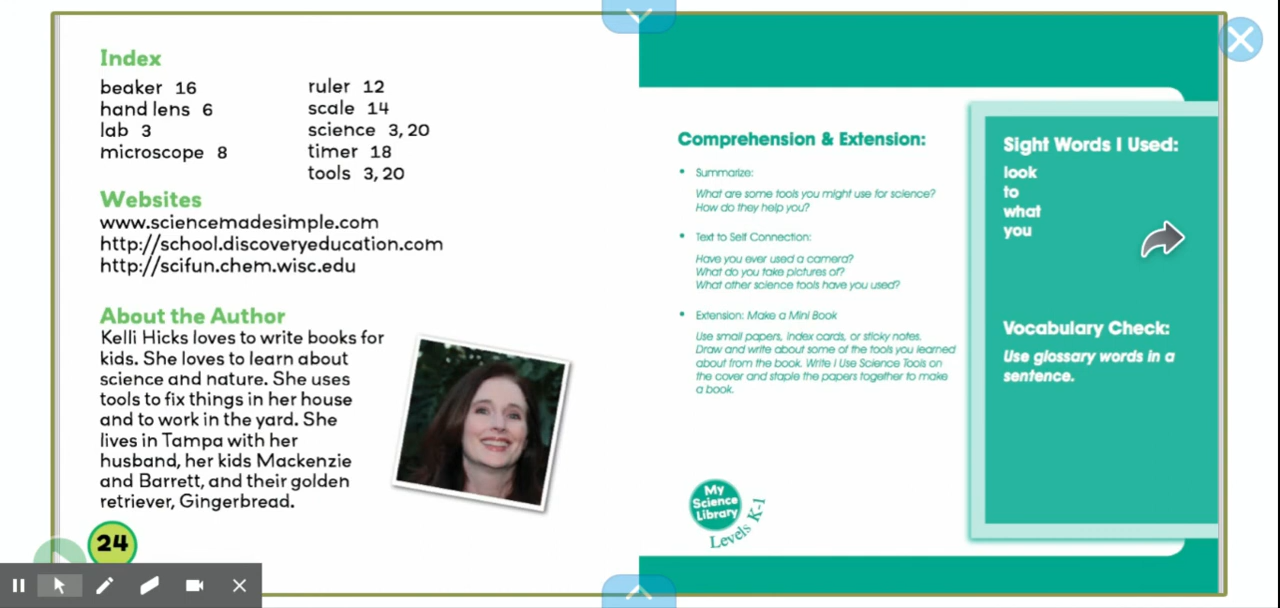 Index
beaker 16
hand lens 6
lab 3
microscope 8
ruler 12
scale 14
science 3, 20
timer 18
tools 3, 20
Websites
www.sciencemadesimple.com
http://school.discoveryeducation.com
http://scifun.chem.wisc.edu
About the Author
Kelli Hicks loves to write books for
kids. She loves to learn about
science and nature. She uses
tools to fix things in her house
and to work in the yard. She
lives in Tampa with her
husband, her kids Mackenzie
and Barrett, and their golden
retriever, Gingerbread.
24
Comprehension & Extension:
• Summarize:
What are some tools you might use for science?
How do they help you?
• Text to Self Connection:
Have you ever used a camera?
What do you take pictures of?
What other science tools have you used?
• Extension: Make a Mini Book
Use small papers, index cards, or sticky notes.
Draw and write about some of the tools you learned
about from the book. Write I Use Science Tools on
the cover and staple the papers together to make
a book.
My
Science
Library
Levels K-1
Sight Words I Used:
look
to
what
you
Vocabulary Check:
Use glossary words in a
sentence.